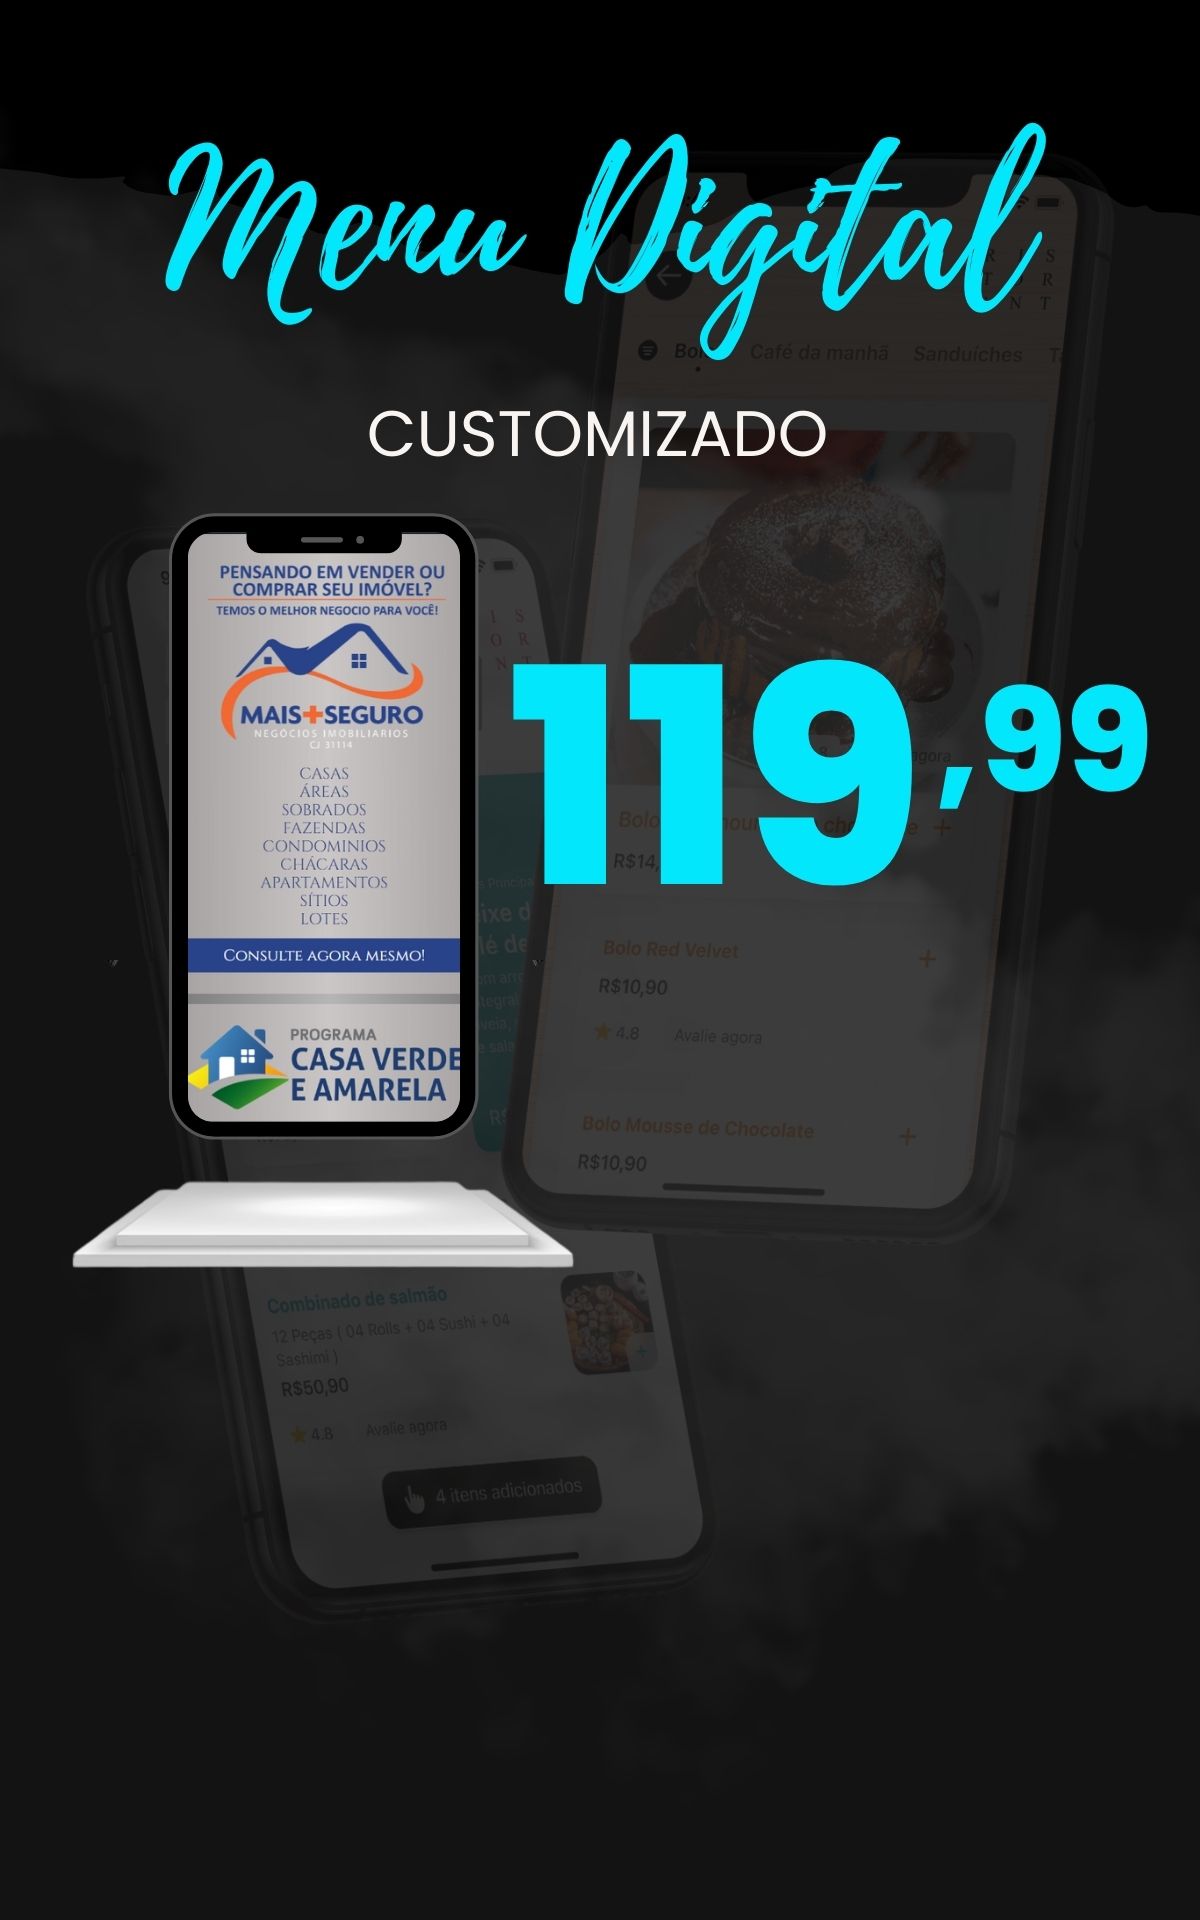 Menu Digital
CUSTOMIZADO
PENSANDO EM VENDER OU
COMPRAR SEU IMÓVEL?
TEMOS O MELHOR NEGOCIO PARA VOCÊ!
MAIS+SEGURO
NEGÓCIOS IMOBILIARIOS
CJ 31114
CASAS
ÁREAS
SOBRADOS
FAZENDAS
CONDOMINIOS
CHÁCARAS
APARTAMENTOS
SÍTIOS
LOTES
CONSULTE AGORA MESMO!
PROGRAMA
CASA VERDE
E AMARELA
119,99
Café da manhã Sanduíches
agora
R$14,
Bolo Red Velvet
R$10,90
4.8 Avalie agora
Bolo Mousse de Chocolate
R$10,90
Combinado de salmão
12 Peças ( 04 Rolls + 04 Sushi + 04
Sashimi )
R$50,90
4.8 Avalie agora
4 itens adicionados